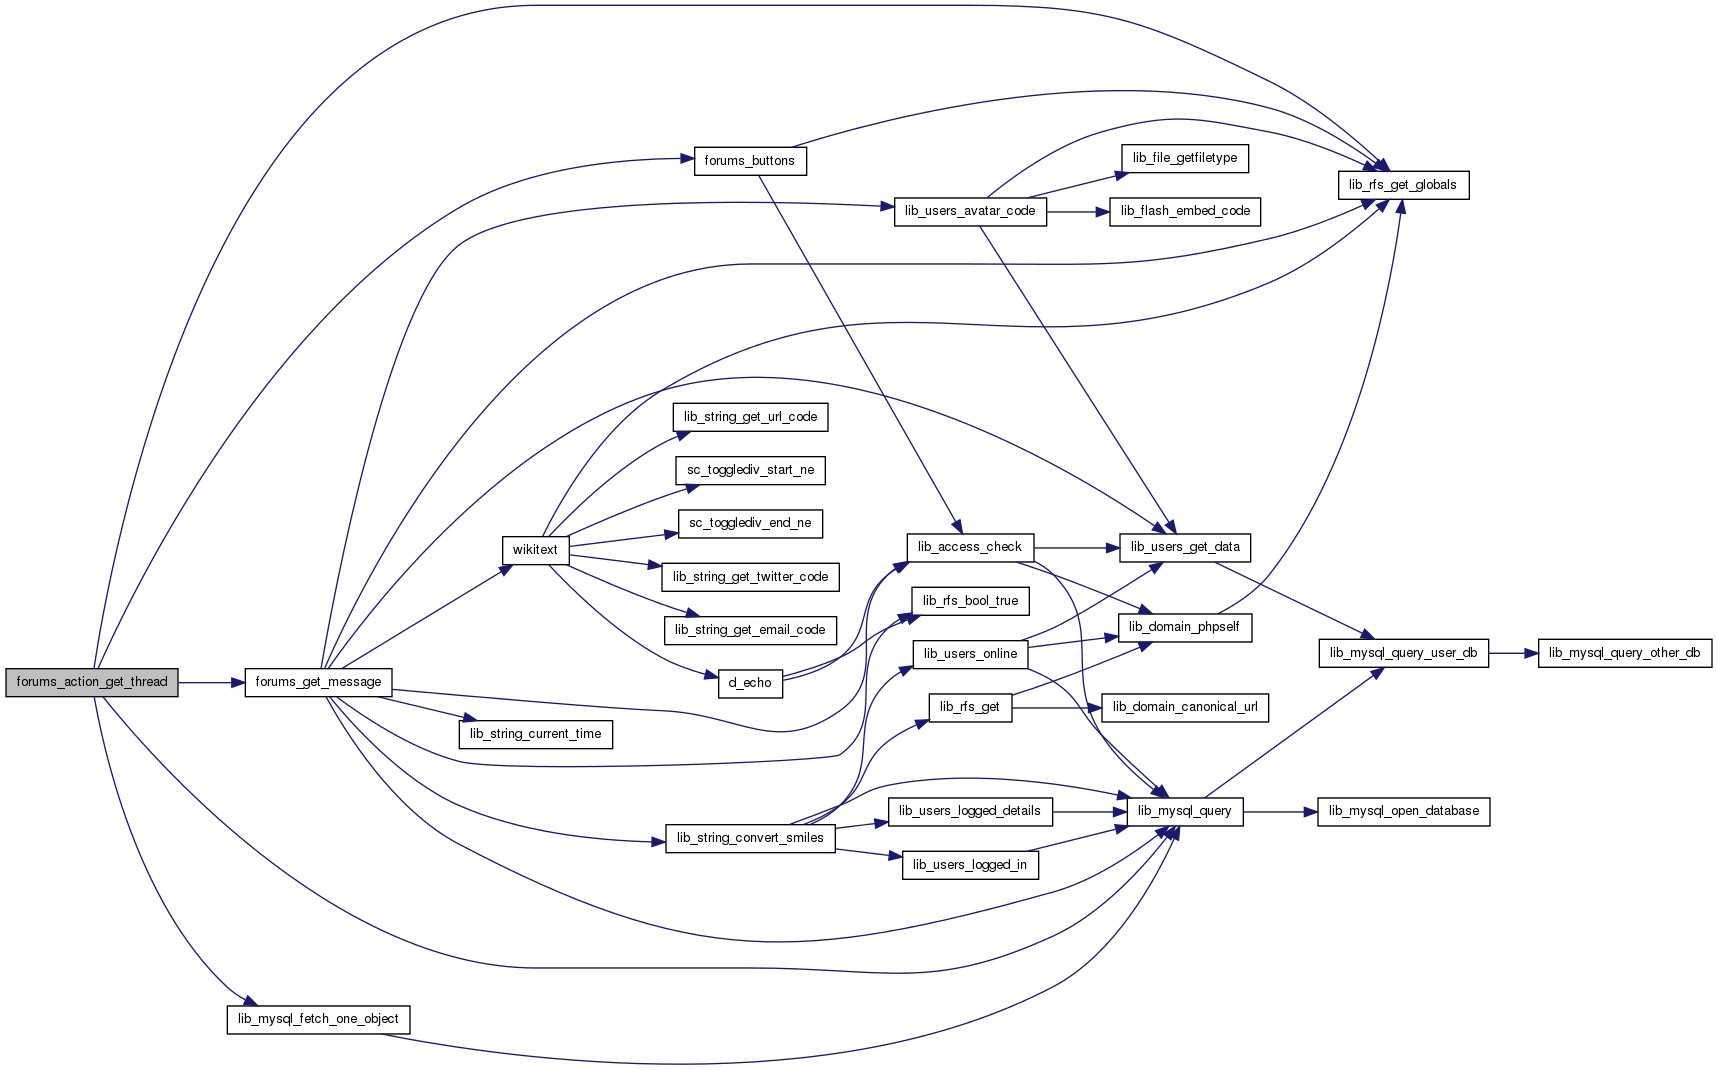 lib_file_getfiletype
forums_buttons
lib_rfs_get_globals
lib_users_avatar_code
lib_flash_embed_code
lib_string_get_url_code
sc_togglediv_start_ne
sc_togglediv_end_ne
wikitext
lib_access_check
lib_users_get_data
lib_string_get_twitter_code
lib_rfs_bool_true
lib_string_get_email_code
lib_domain_phpself
lib_users_online
lib_mysql_query_user_db
lib_mysql_query_other_db
forums_action_get_thread
forums_get_message
d_echo
lib_rfs_get
lib_domain_canonical_url
lib_string_current_time
lib_users_logged_details
lib_mysql_query
lib_mysql_open_database
lib_string_convert_smiles
lib_users_logged_in
lib_mysql_fetch_one_object